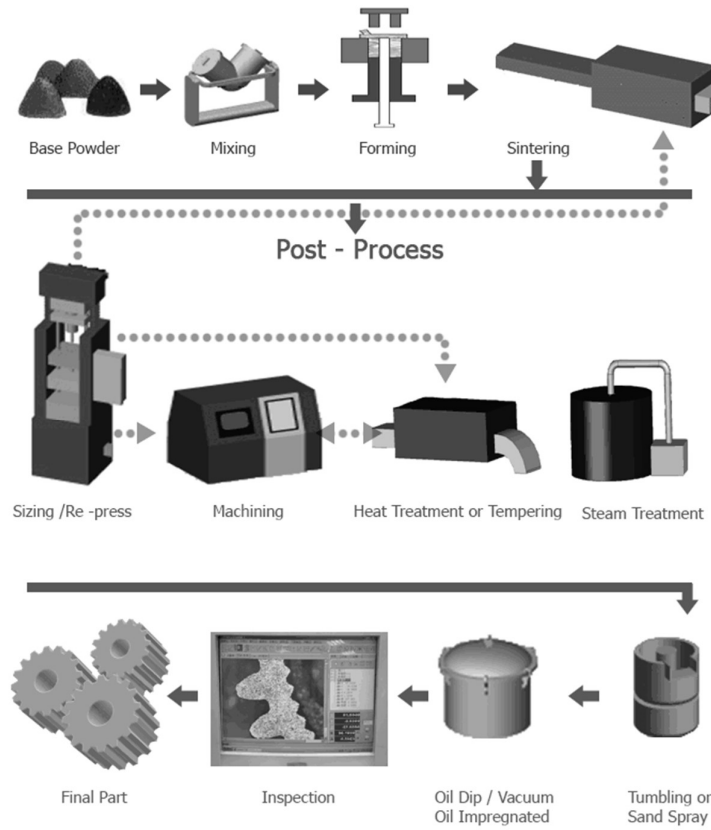 Base Powder
Mixing
Forming
Sintering
Post - Process
Sizing /Re -press
Machining
Heat Treatment or Tempering
Steam Treatment
Final Part
Inspection
Oil Dip / Vacuum
Oil Impregnated
Tumbling or
Sand Spray